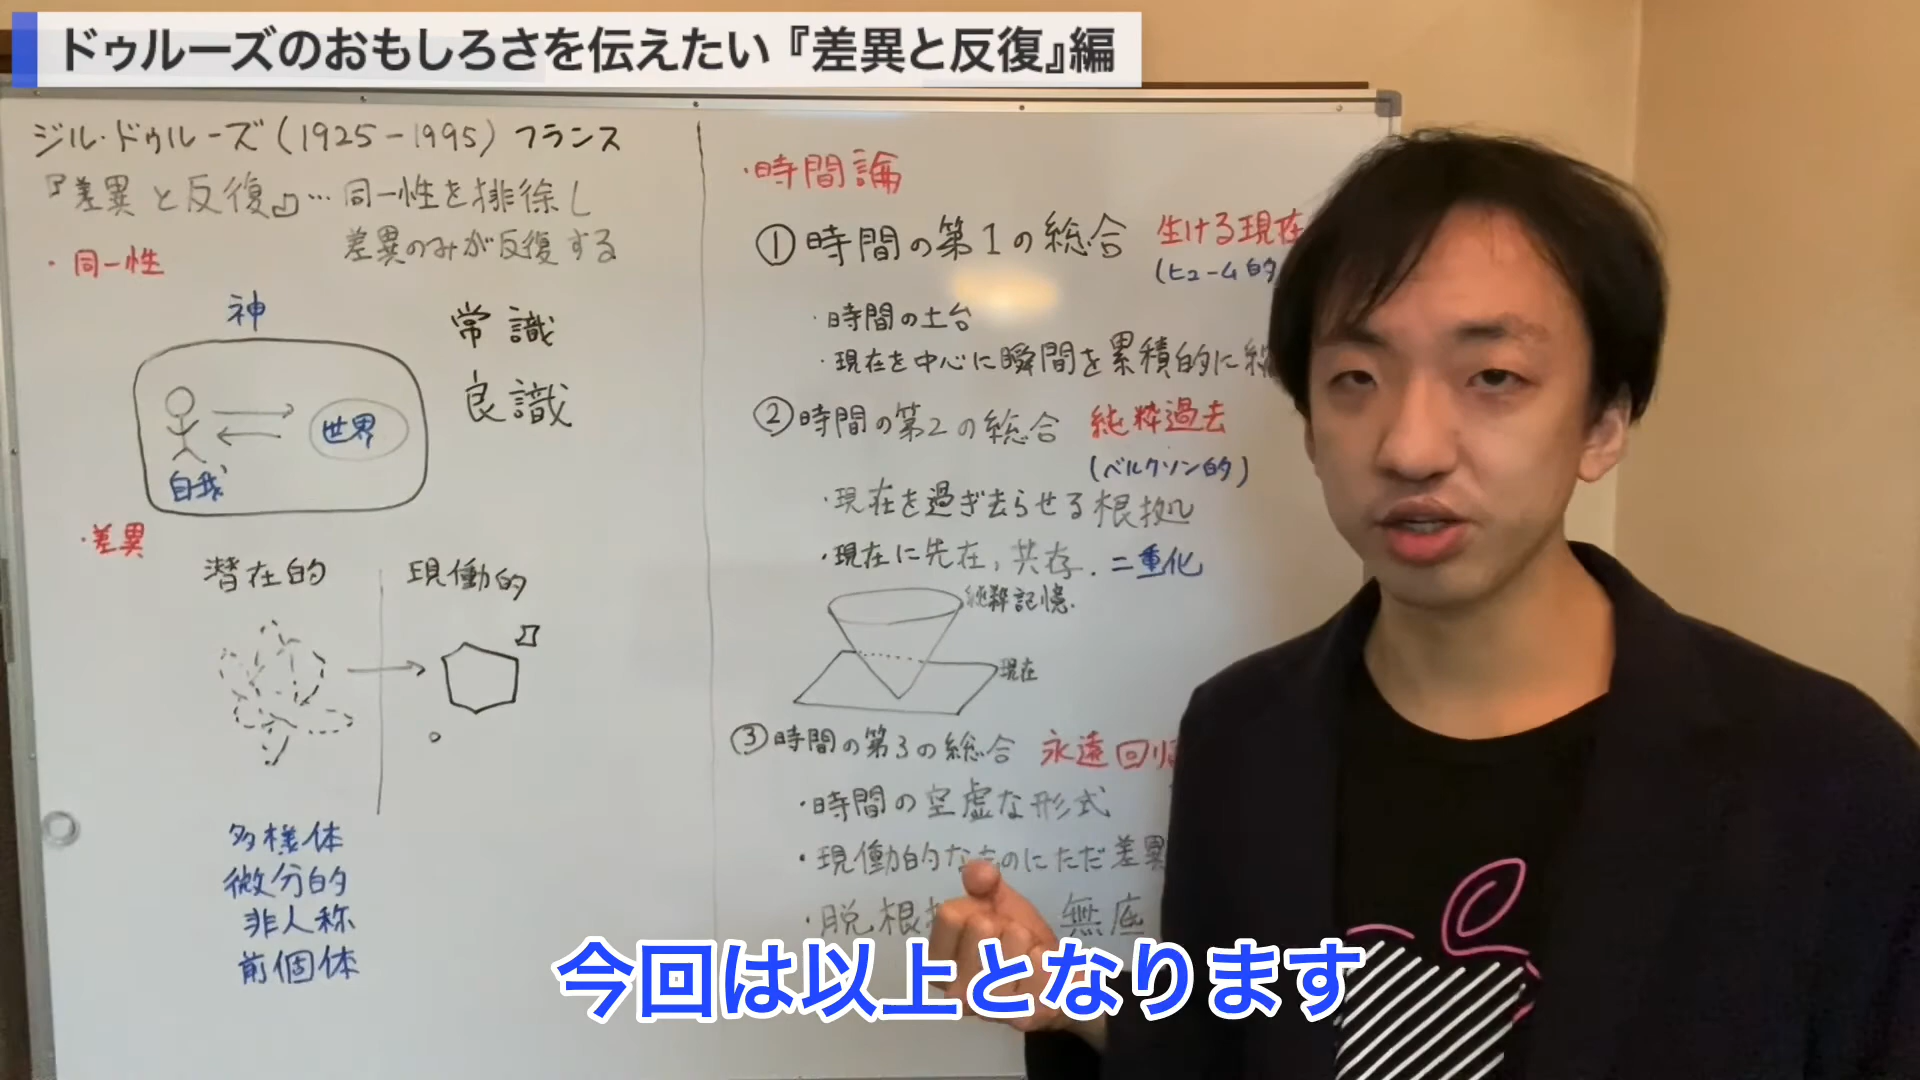 ドゥルーズのおもしろさを伝えたい『差異と反復』編
ジル・ドゥルーズ(1925-1995) フランス
『差異と反復』… 同一性を排除し
差異のみが反復する
・同一性
神
常識
良識
世界
自我
・差異
潜在的
現働的
多様体
微分的
非人称
前個体
・時間論
①時間の第1の総合 生ける現在
(ヒューム的
・時間の土台
・現在を中心に瞬間を累積的に
②時間の第2の総合 純粋過去
(ベルクソン的)
・現在を過ぎ去らせる根拠
・現在に先在,共存.二重化
純粋記憶.
現在
③時間の第3の総合 永遠回
・時間の空虚な形式
・現働的なものにただ差異
・脱根 無底
今回は以上となります